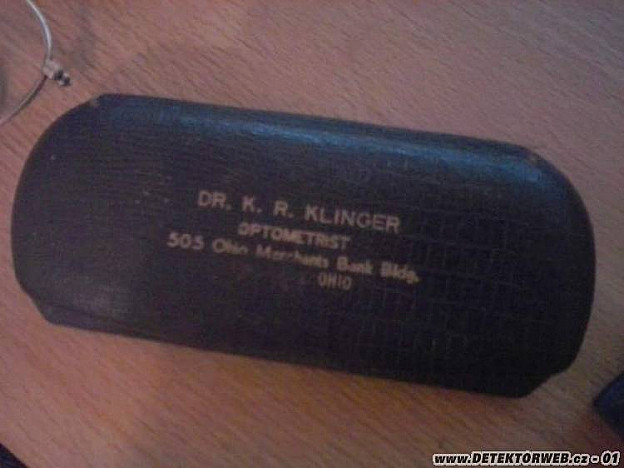 DR. K. R. KLINGER
OPTOMETRIST
505 Ohio Merchants Bank Bldg.
OHIO
www.DETEKTORWEB.cz - 01